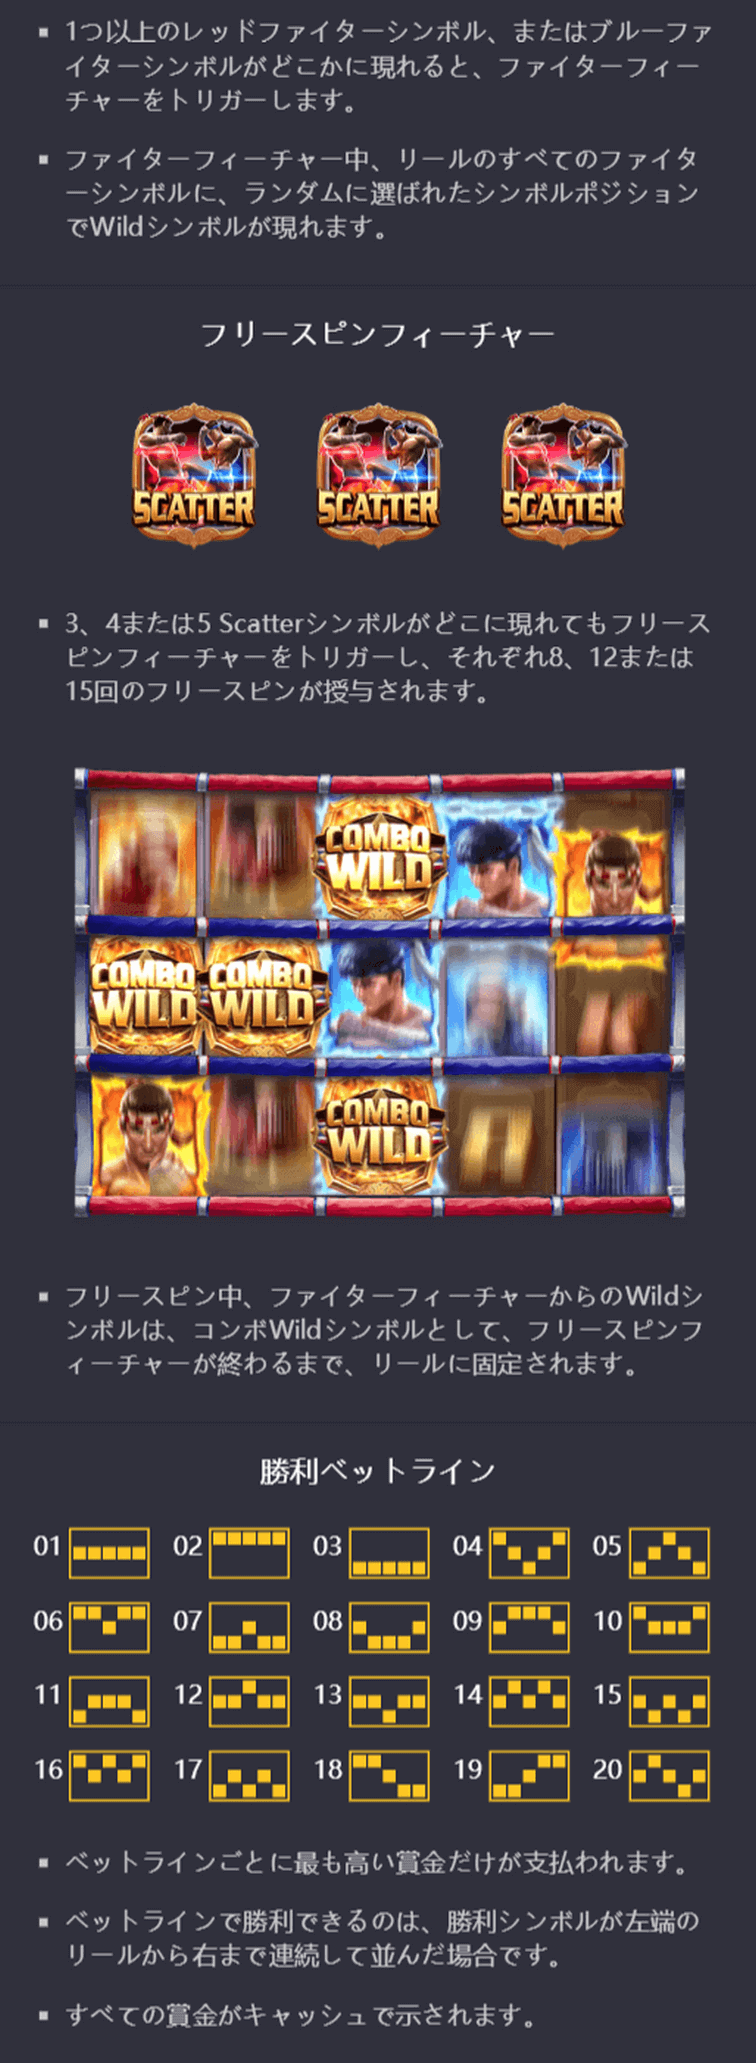 1つ以上のレッドファイターシンボル、またはブルーファ
イターシンボルがどこかに現れると、ファイターフィー
チャーをトリガーします。
ファイターフィーチャー中、リールのすべてのファイタ
ーシンボルに、ランダムに選ばれたシンボルポジション
でWildシンボルが現れます。
フリースピンフィーチャー
SCATTER SCATTER SCATTER
3、4または5 Scatterシンボルがどこに現れてもフリース
ピンフィーチャーをトリガーし、それぞれ8、12または
15回のフリースピンが授与されます。
COMBO
WILD
COMBO COMBO
WILD WILD
COMBO
WILD
フリースピン中、ファイターフィーチャーからのWildシ
ンボルは、コンボWildシンボルとして、フリースピンフ
ィーチャーが終わるまで、リールに固定されます。
勝利ベットライン
01 02 03 04 05
06 07 08 09 10
11 12 13 14 15
16 17 18 19 20
ベットラインごとに最も高い賞金だけが支払われます。
ベットラインで勝利できるのは、勝利シンボルが左端の
リールから右まで連続して並んだ場合です。
すべての賞金がキャッシュで示されます。